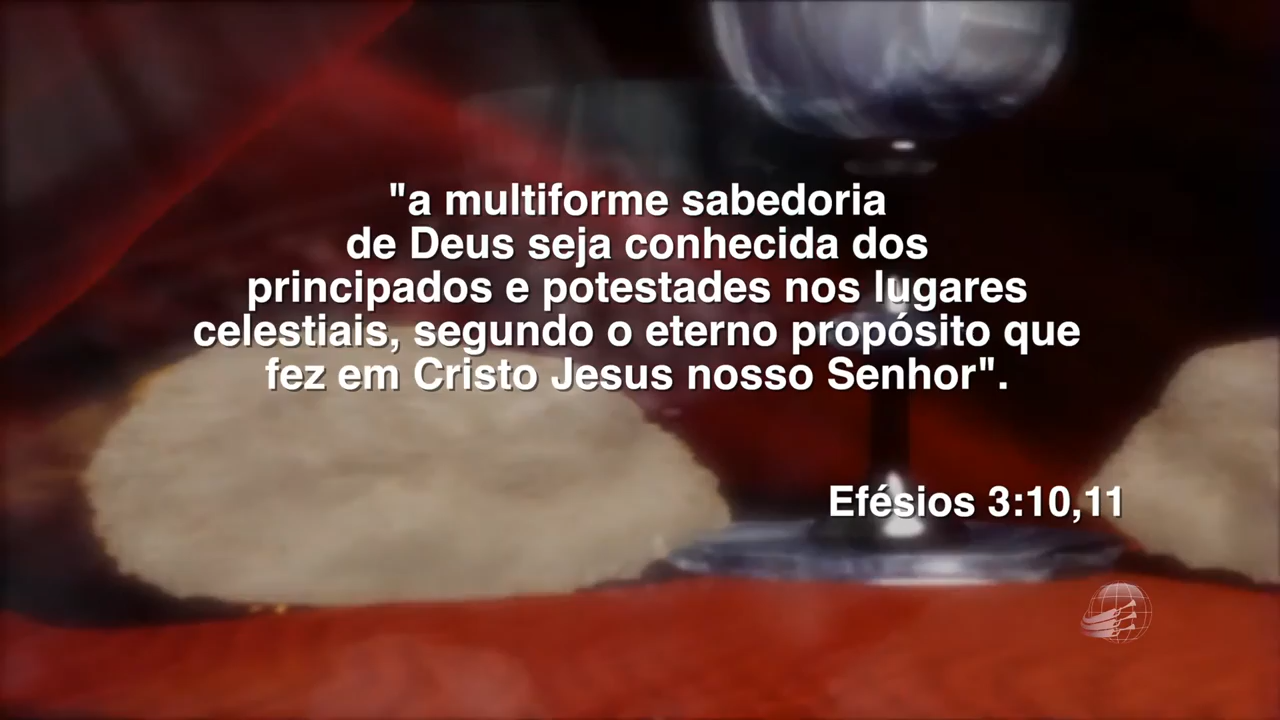 "a multiforme sabedoria
de Deus seja conhecida dos
principados e potestades nos lugares
celestiais, segundo o eterno propósito que
fez em Cristo Jesus nosso Senhor".
Efésios 3:10,11